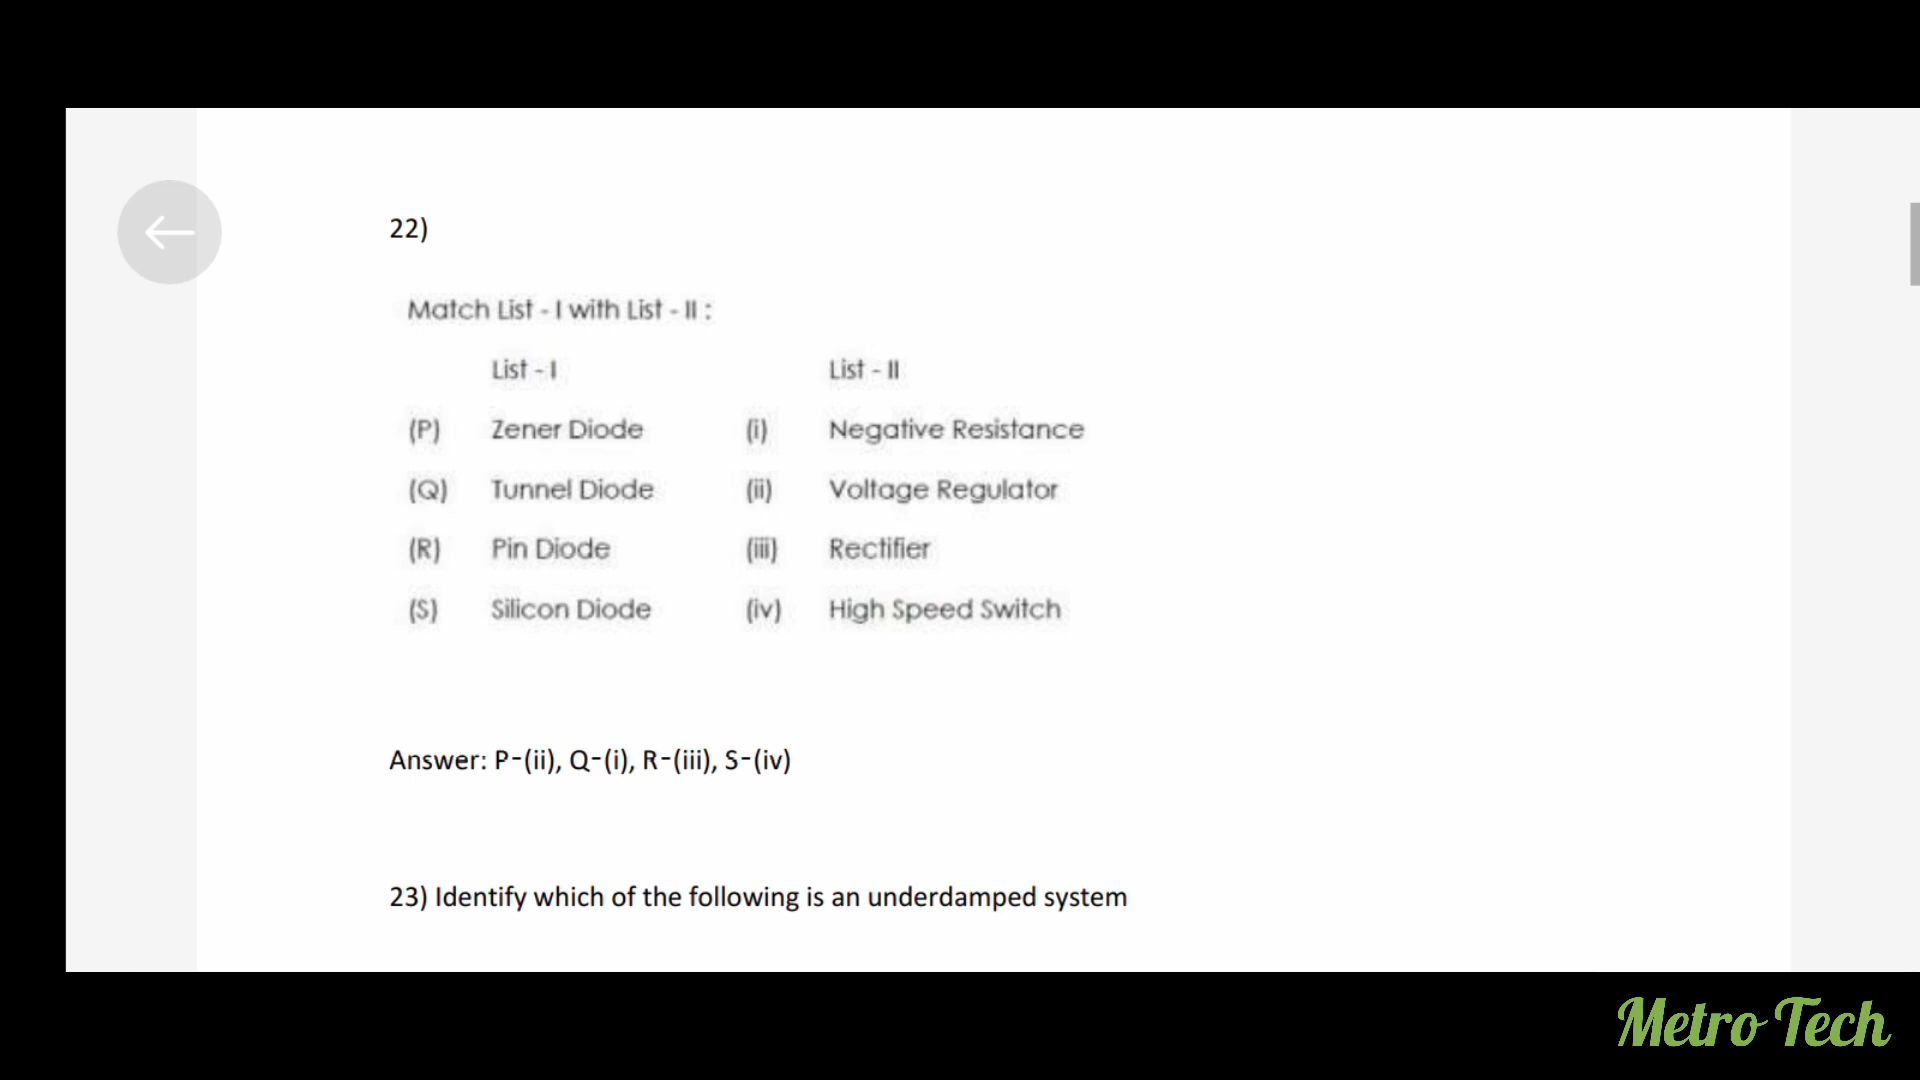 22)
Match List - I with List - II :
List - I List - II
(P) Zener Diode (i) Negative Resistance
(Q) Tunnel Diode (ii) Voltage Regulator
(R) Pin Diode (iii) Rectifier
(S) Silicon Diode (iv) High Speed Switch
Answer: P-(ii), Q-(i), R-(iii), S-(iv)
23) Identify which of the following is an underdamped system
Metro Tech